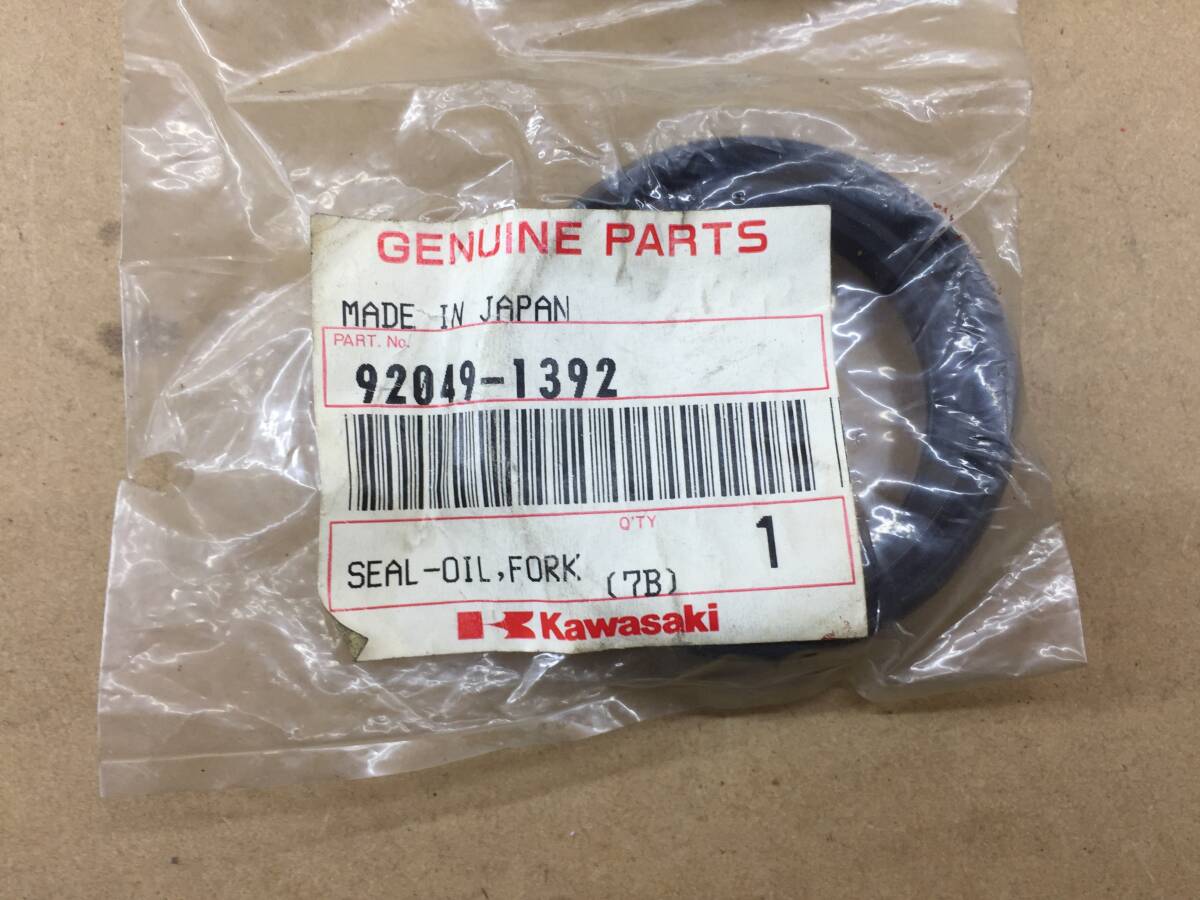 GENUINE PARTS
MADE IN JAPAN
PART. No.
92049-1392
Q'TY 1
SEAL-OIL,FORK (7B)
Kawasaki